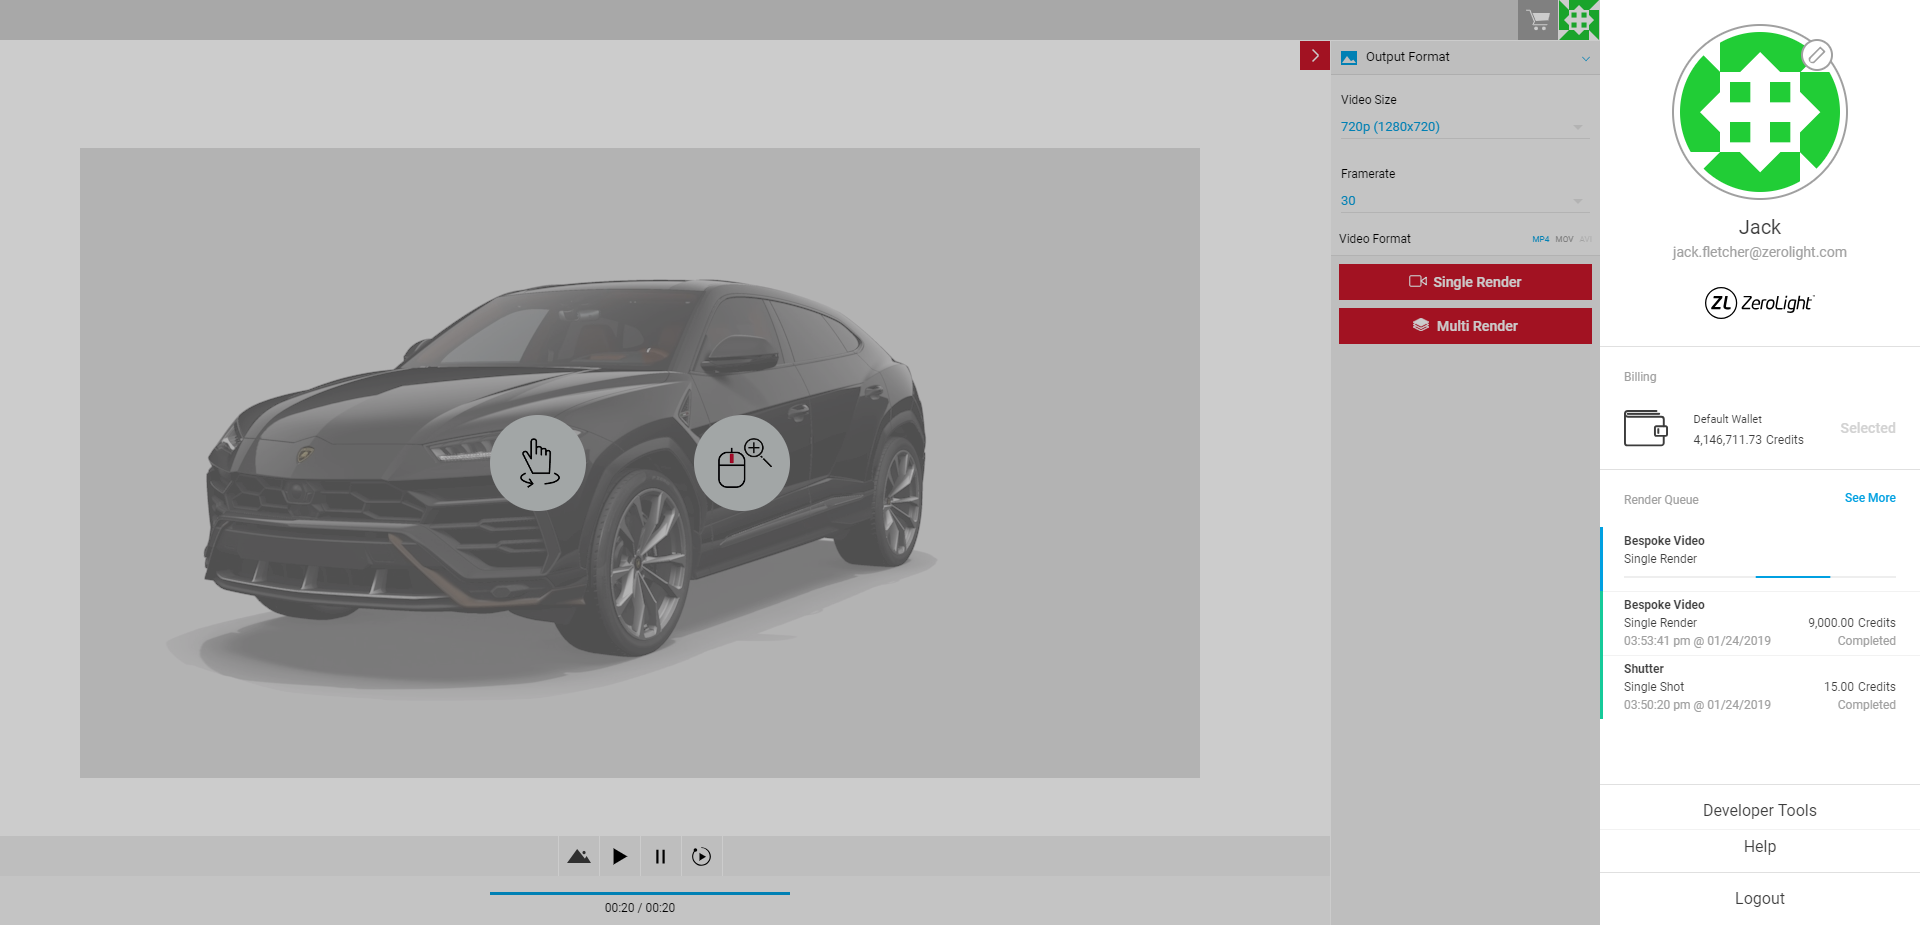 Output Format
Video Size
720p (1280x720)
Framerate
30
Video Format
MP4 MOV AVI
Single Render
Multi Render
00:20 / 00:20
Jack
jack.fletcher@zerolight.com
ZL ZeroLight
Billing
Default Wallet
4,146,711.73 Credits
Selected
Render Queue
See More
Bespoke Video
Single Render
Bespoke Video
Single Render
9,000.00 Credits
03:53:41 pm @ 01/24/2019
Completed
Shutter
Single Shot
15.00 Credits
03:50:20 pm @ 01/24/2019
Completed
Developer Tools
Help
Logout